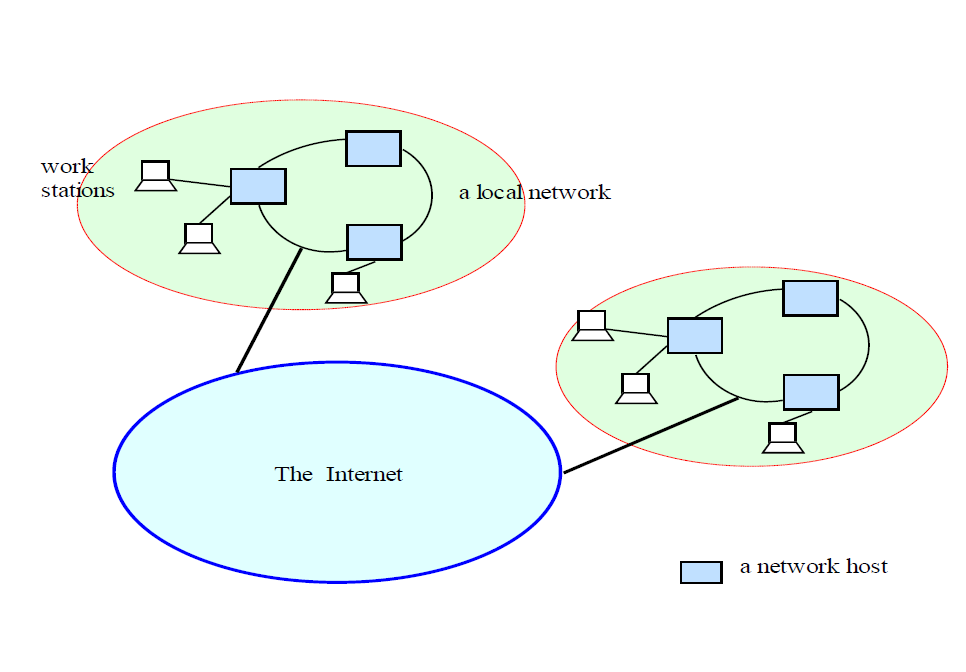 work
stations
a local network
The Internet
a network host